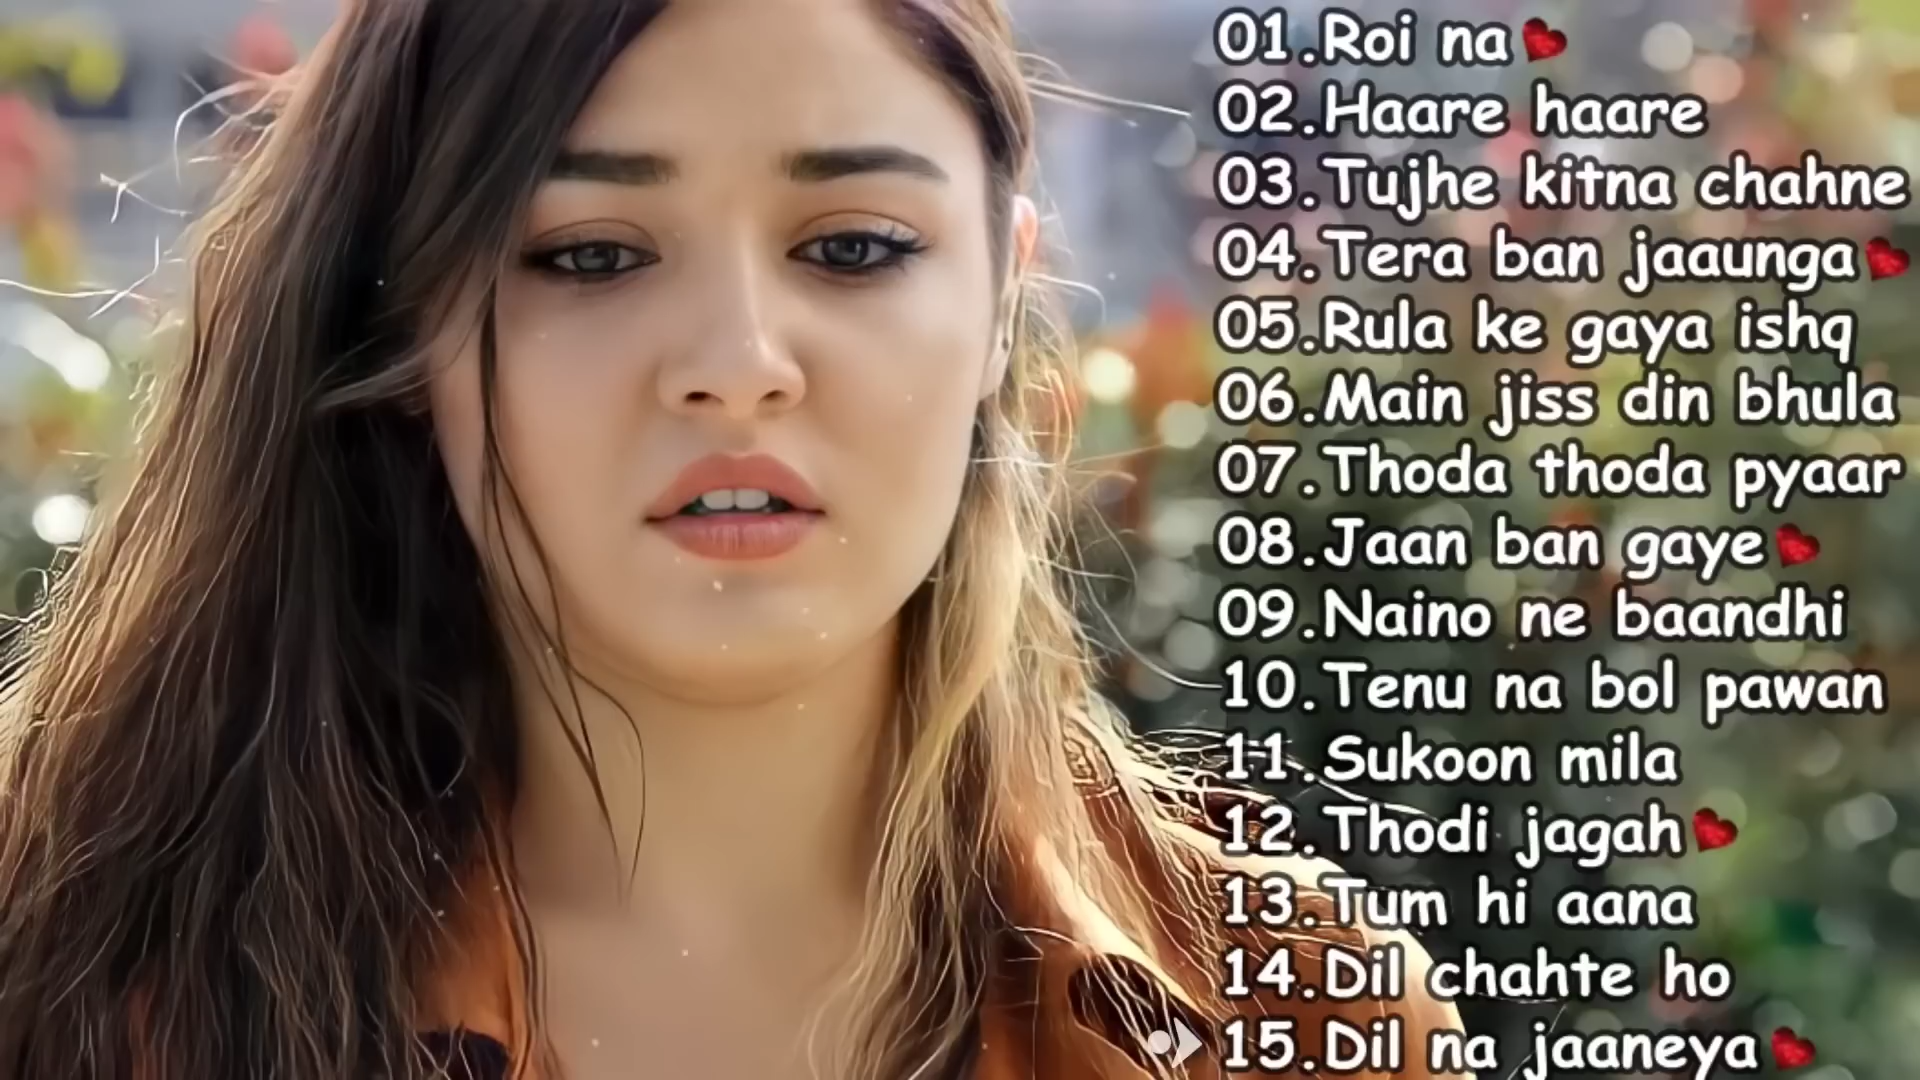 01.Roi na
02.Haare haare
03.Tujhe kitna chahne
04.Tera ban jaaunga
05.Rula ke gaya ishq
06.Main jiss din bhula
07.Thoda thoda pyaar
08.Jaan ban gaye
09.Naino ne baandhi
10.Tenu na bol pawan
11.Sukoon mila
12.Thodi jagah
13.Tum hi aana
14.Dil chahte ho
15.Dil na jaaneya